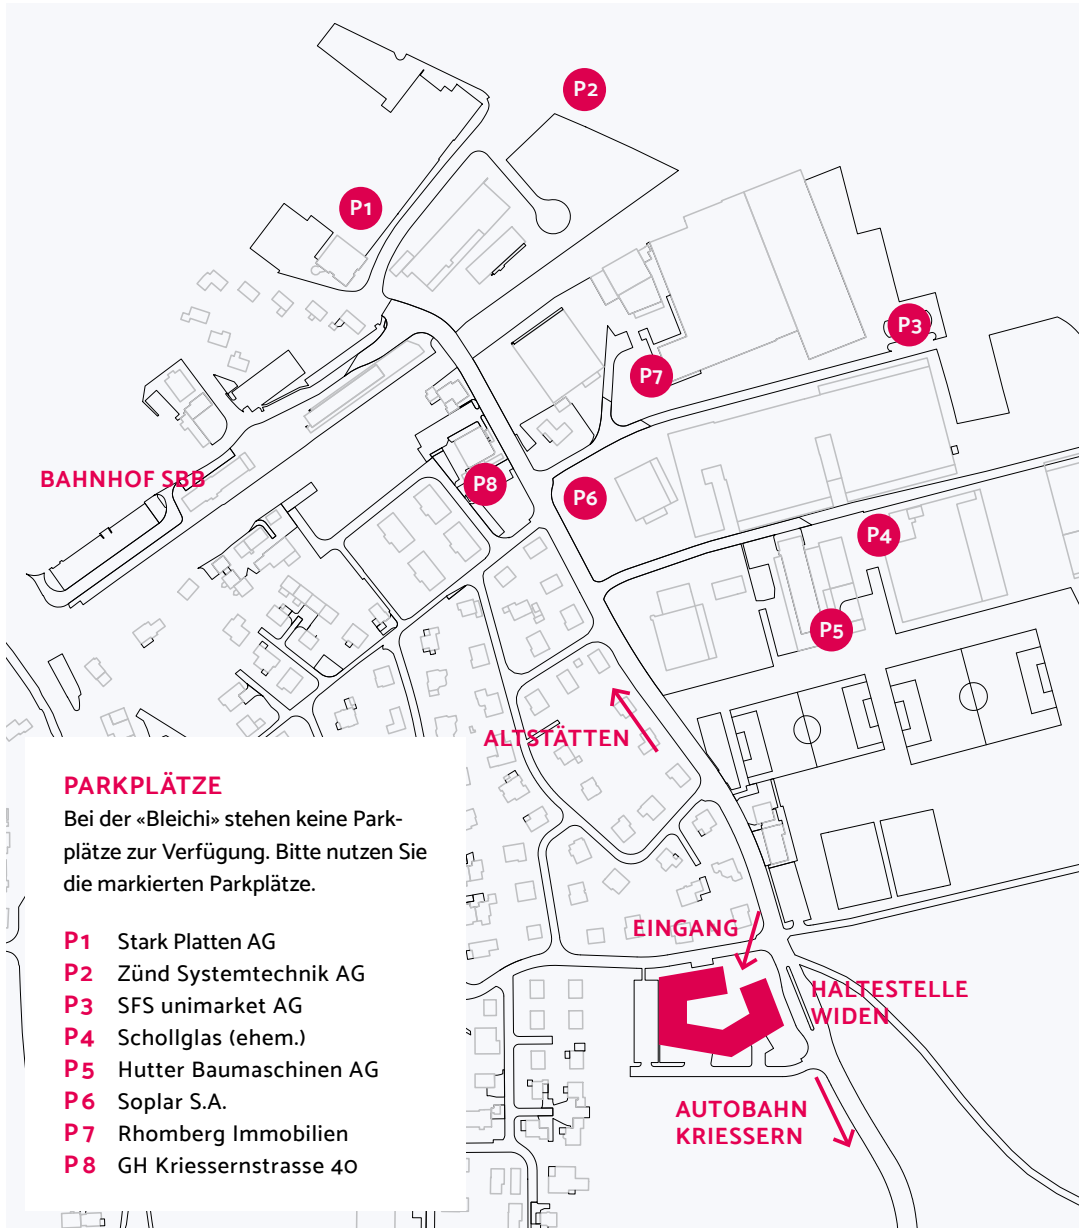 P2
P1
P3
P7
BAHNHOF SBB
P8
P6
P4
P5
ALTSTÄTTEN
PARKPLÄTZE
Bei der «Bleichi» stehen keine Park-
plätze zur Verfügung. Bitte nutzen Sie
die markierten Parkplätze.
P1 Stark Platten AG
P2 Zünd Systemtechnik AG
P3 SFS unimarket AG
P4 Schollglas (ehem.)
P5 Hutter Baumaschinen AG
P6 Soplar S.A.
P7 Rhomberg Immobilien
P8 GH Kriessernstrasse 40
EINGANG
HALTESTELLE
WIDEN
AUTOBAHN
KRIESSERN